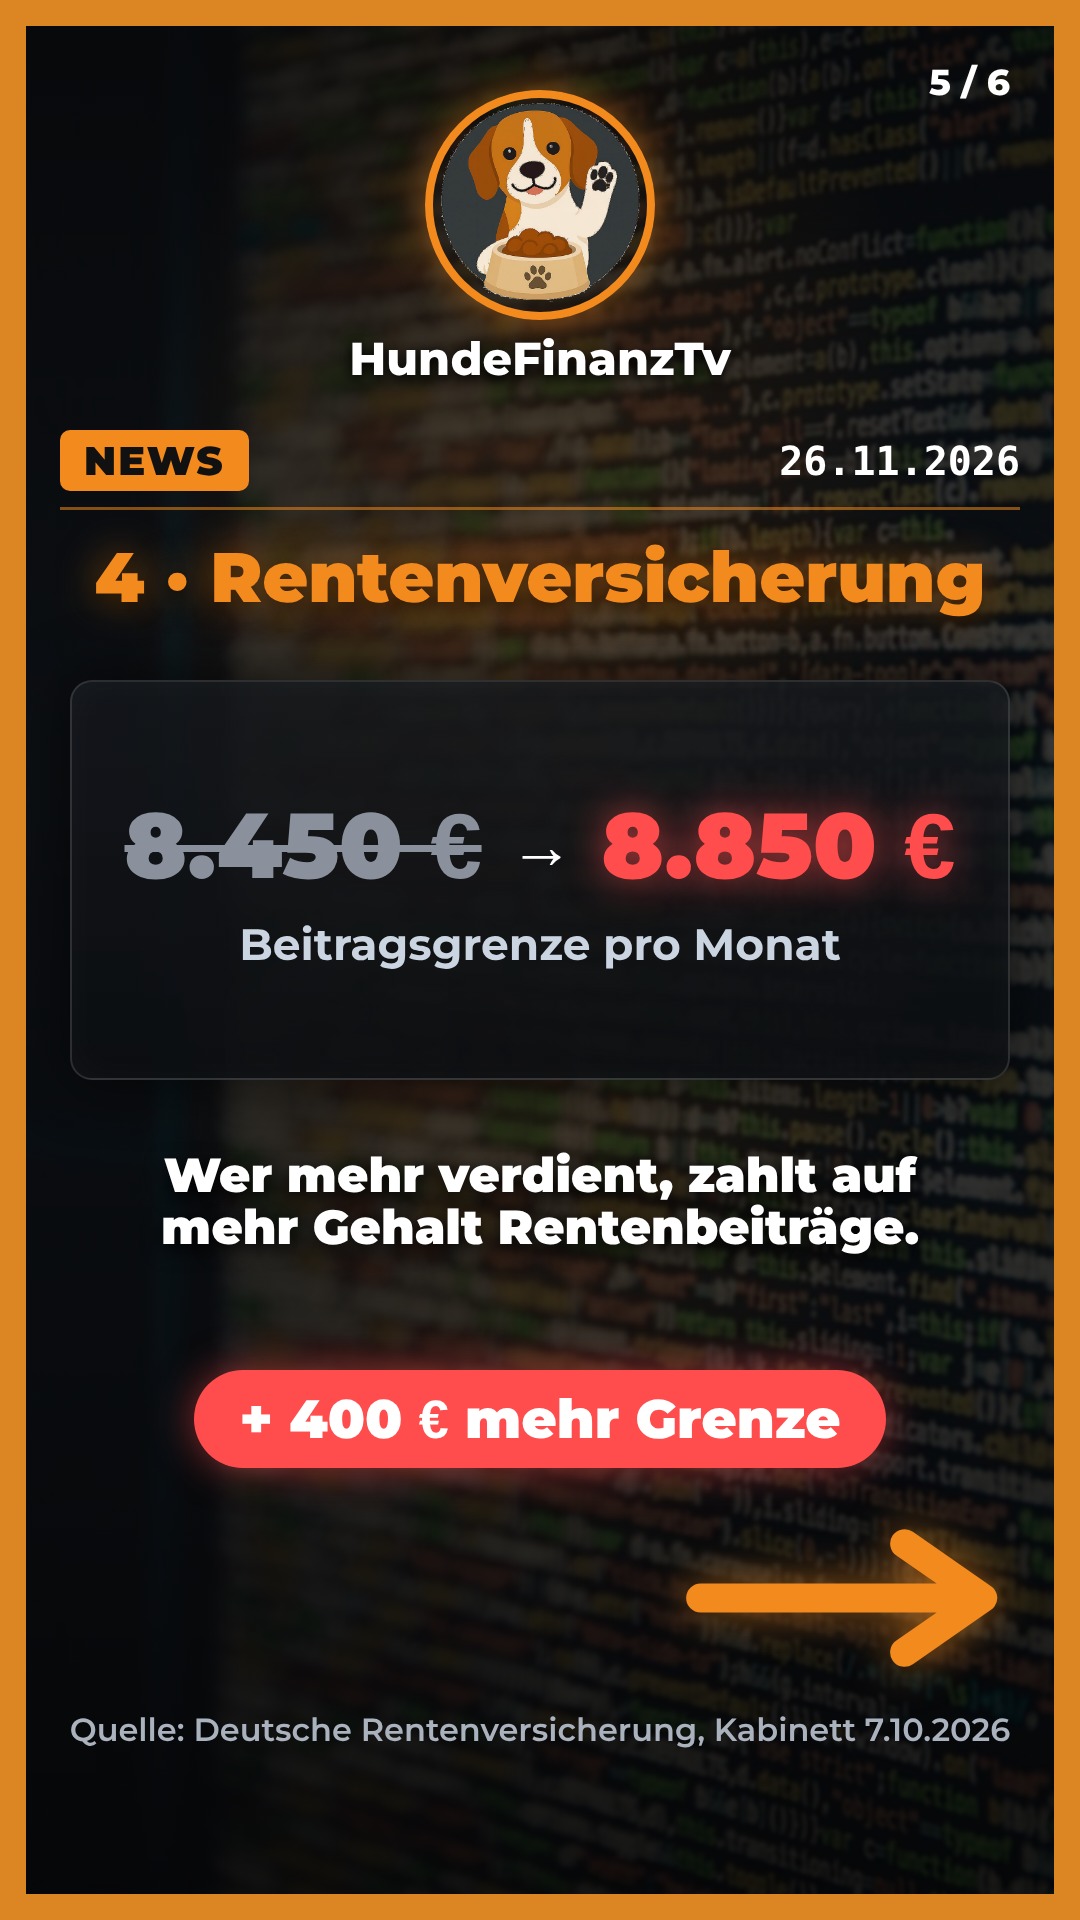 5 / 6
HundeFinanzTv
NEWS
26.11.2026
4 • Rentenversicherung
8.450 € → 8.850 €
Beitragsgrenze pro Monat
Wer mehr verdient, zahlt auf
mehr Gehalt Rentenbeiträge.
+ 400 € mehr Grenze
Quelle: Deutsche Rentenversicherung, Kabinett 7.10.2026